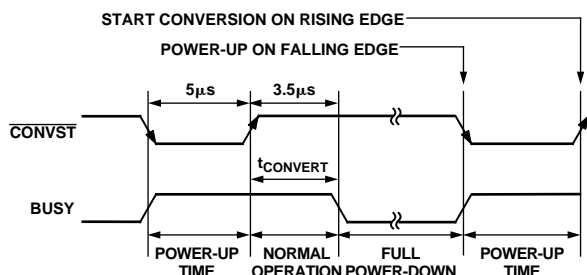 START CONVERSION ON RISING EDGE
POWER-UP ON FALLING EDGE
5µs
3.5µs
CONVST
tCONVERT
BUSY
POWER-UP TIME
NORMAL OPERATION
FULL POWER-DOWN
POWER-UP TIME